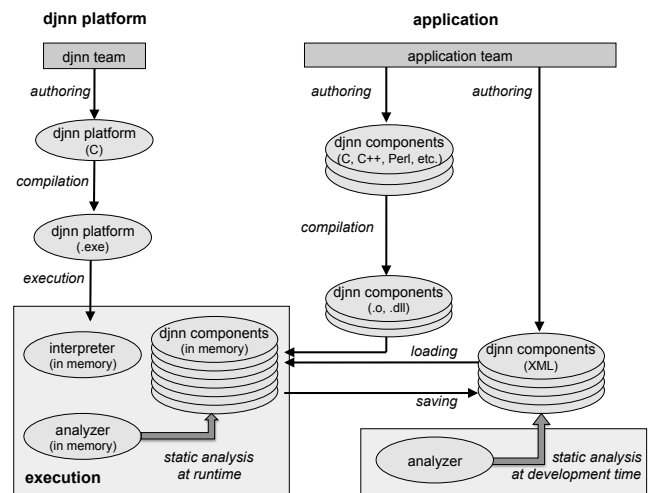 djnn platform
application
djnn team
application team
authoring
authoring
authoring
djnn platform
(C)
djnn components
(C, C++, Perl, etc.)
compilation
compilation
djnn platform
(.exe)
execution
djnn components
(.o, .dll)
djnn components
(in memory)
interpreter
(in memory)
loading
djnn components
(XML)
saving
analyzer
(in memory)
static analysis
at runtime
execution
analyzer
static analysis
at development time